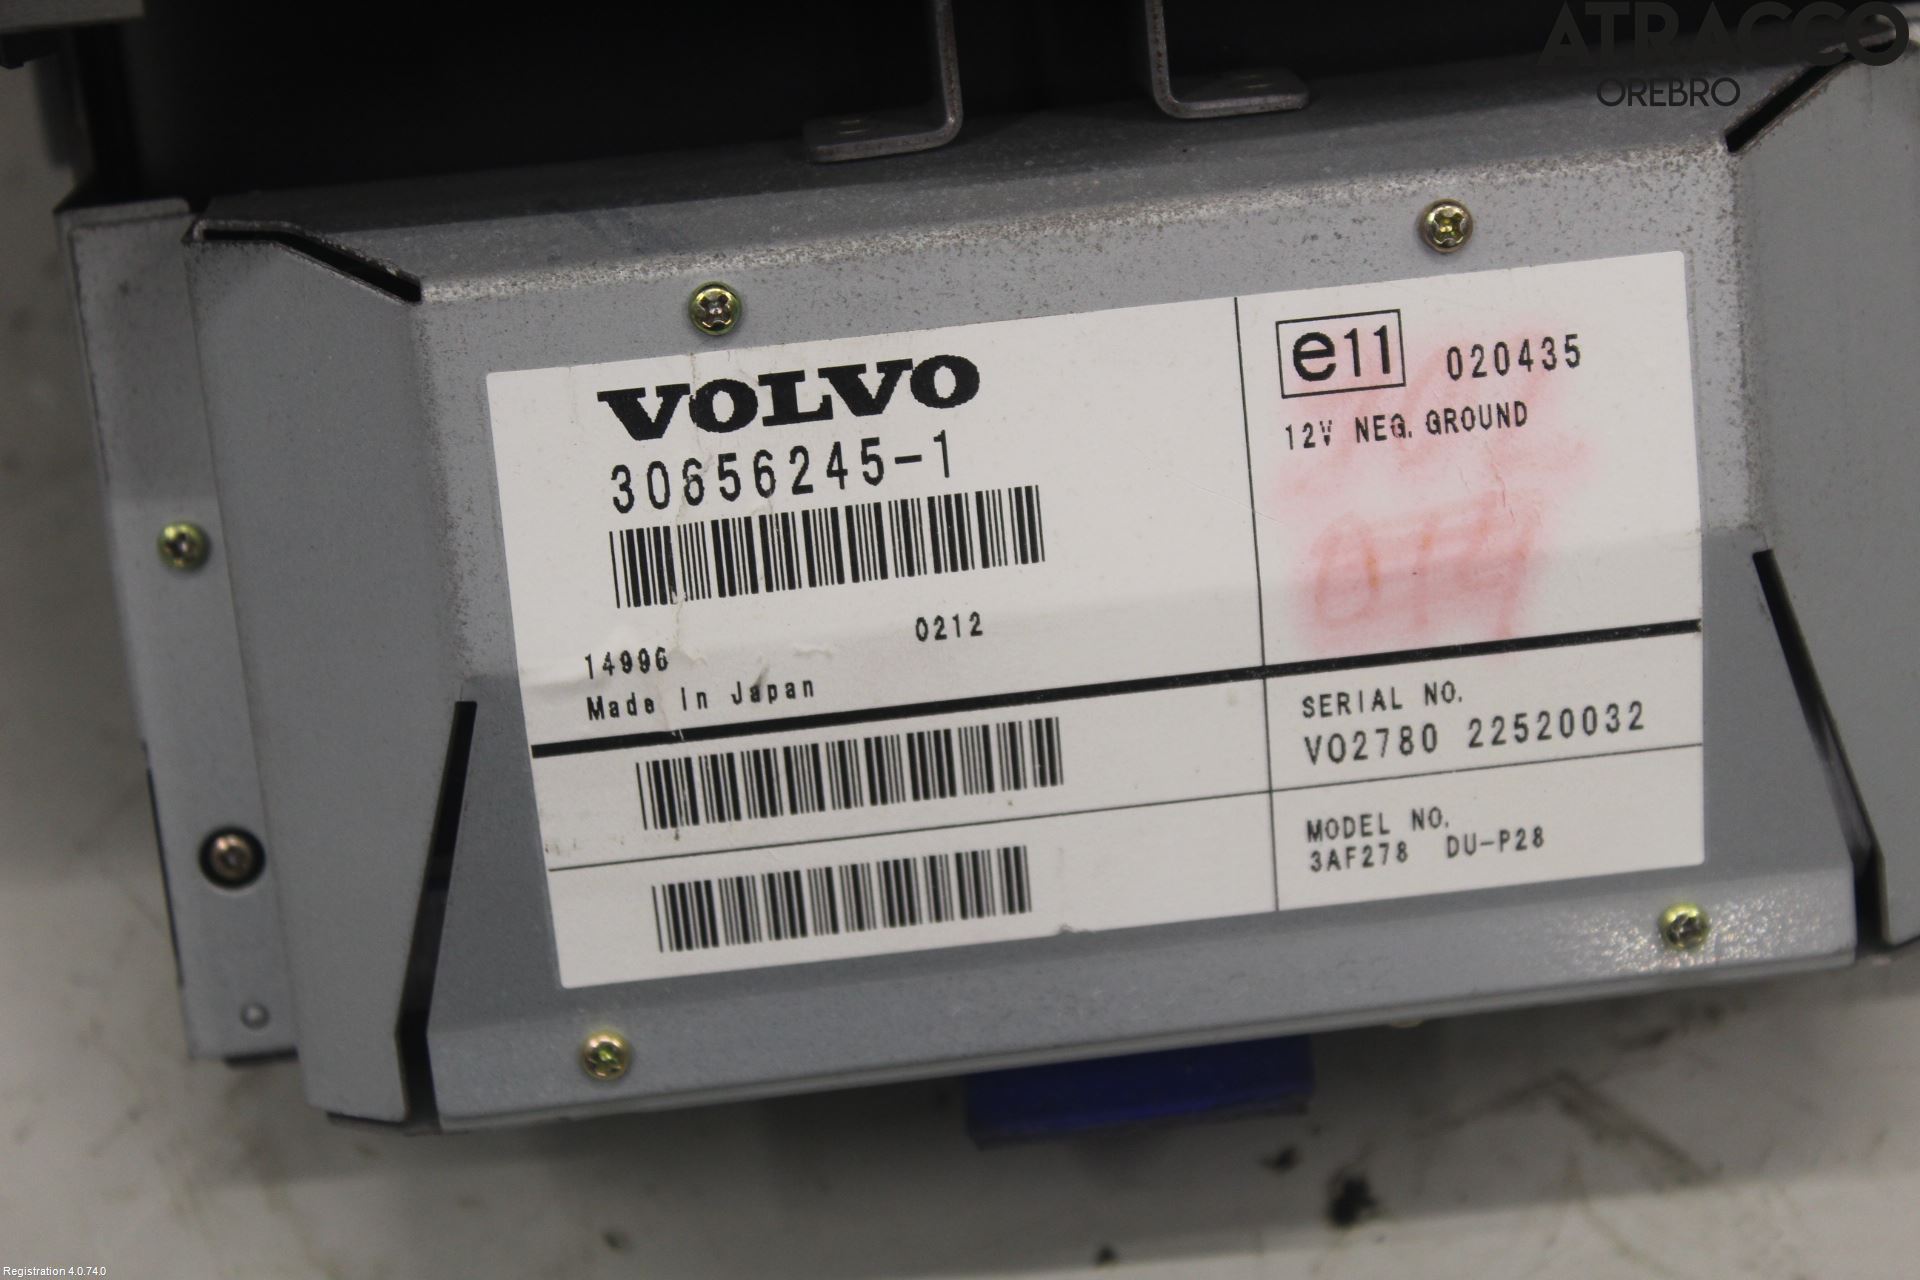 ATRACCO
ÖREBRO
VOLVO
30656245-1
14996
0212
Made in Japan
e11 020435
12V NEG. GROUND
SERIAL NO.
VO2780 22520032
MODEL NO.
3AF278 DU-P28
Registration 4.0.74.0